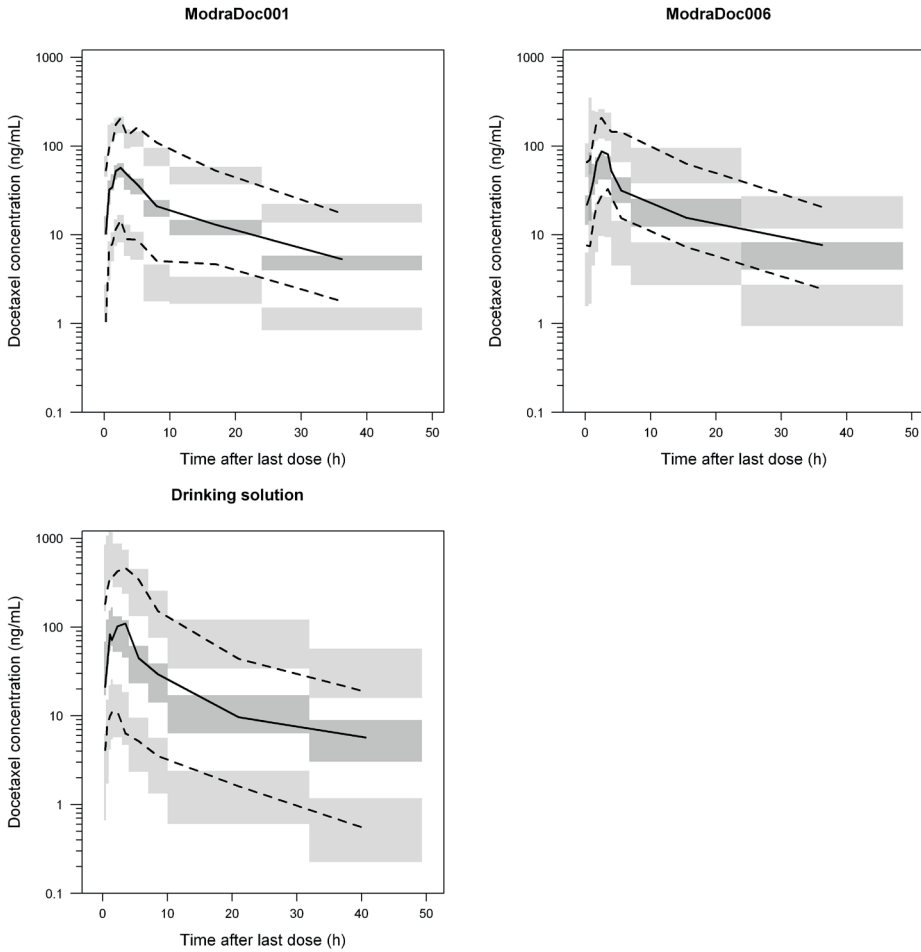 ModraDoc001
Docetaxel concentration (ng/mL)
1000
100
10
1
0.1
0 10 20 30 40 50
Time after last dose (h)
ModraDoc006
Docetaxel concentration (ng/mL)
1000
100
10
1
0.1
0 10 20 30 40 50
Time after last dose (h)
Drinking solution
Docetaxel concentration (ng/mL)
1000
100
10
1
0.1
0 10 20 30 40 50
Time after last dose (h)